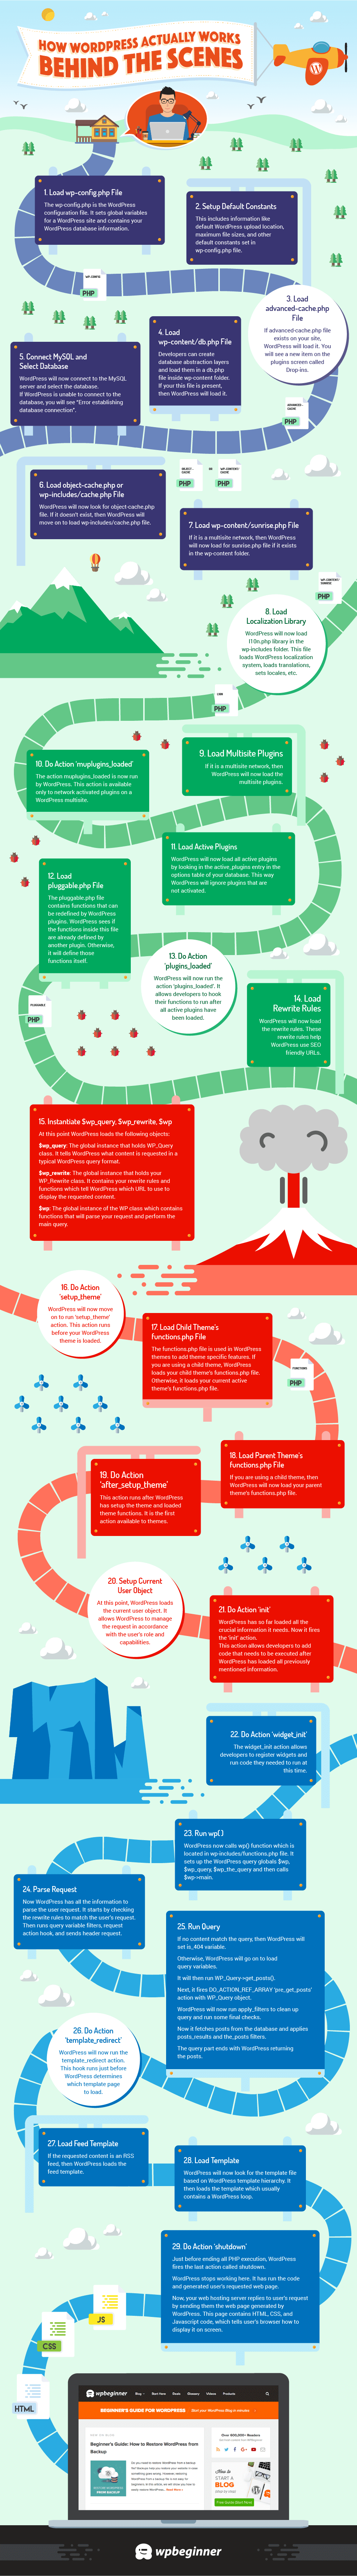 HOW WORDPRESS ACTUALLY WORKS
BEHIND THE SCENES
1. Load wp-config.php File
The wp-config.php is the WordPress
configuration file. It sets global variables
for a WordPress site and contains your
WordPress database information.
2. Setup Default Constants
This includes information like
default WordPress upload location,
maximum file sizes, and other
default constants set in
wp-config.php file.
WP-CONFIG
PHP
3. Load
advanced-cache.php
File
If advanced-cache.php file
exists on your site,
WordPress will load it. You
will see a new item on the
plugins screen called
Drop-ins.
4. Load
wp-content/db.php File
Developers can create
database abstraction layers
and load them in a db.php
file inside wp-content folder.
If your this file is present,
then WordPress will load it.
5. Connect MySQL and
Select Database
WordPress will now connect to the MySQL
server and select the database.
If WordPress is unable to connect to the
database, you will see "Error establishing
database connection".
ADVANCED-
CACHE
PHP
6. Load object-cache.php or
wp-includes/cache.php File
WordPress will now look for object-cache.php
file. If it doesn't exist, then WordPress will
move on to load wp-includes/cache.php file.
OBJECT-
CACHE
PHP
OR
WP-CONTENT/
CACHE
PHP
7. Load wp-content/sunrise.php File
If it is a multisite network, then WordPress
will now load for sunrise.php file if it exists
in the wp-content folder.
WP-CONTENT/
SUNRISE
PHP
8. Load
Localization Library
WordPress will now load
l10n.php library in the
wp-includes folder. This file
loads WordPress localization
system, loads translations,
sets locales, etc.
PHP
9. Load Multisite Plugins
If it is a multisite network, then
WordPress will now load the
multisite plugins.
10. Do Action 'muplugins_loaded'
The action muplugins_loaded is now run
by WordPress. This action is available
only to network activated plugins on a
WordPress multisite.
11. Load Active Plugins
WordPress will now load all active plugins
by looking in the active_plugins entry in the
options table of your database. This way
WordPress will ignore plugins that are
not activated.
12. Load
pluggable.php File
The pluggable.php file
contains functions that can
be redefined by WordPress
plugins. WordPress sees if
the functions inside this file
are already defined by
another plugin. Otherwise,
it will define those
functions itself.
13. Do Action
'plugins_loaded'
WordPress will now run the
action 'plugins_loaded'. It
allows developers to hook
their functions to run after
all active plugins have
been loaded.
14. Load
Rewrite Rules
WordPress will now load
the rewrite rules. These
rewrite rules help
WordPress use SEO
friendly URLs.
PLUGGABLE
PHP
15. Instantiate $wp_query, $wp_rewrite, $wp
At this point WordPress loads the following objects:
$wp_query: The global instance that holds WP_Query
class. It tells WordPress what content is requested in a
typical WordPress query format.
$wp_rewrite: The global instance that holds your
WP_Rewrite class. It contains your rewrite rules and
functions which tell WordPress which URL to use to
display the requested content.
$wp: The global instance of the WP class which contains
functions that will parse your request and perform the
main query.
16. Do Action
'setup_theme'
WordPress will now move
on to run 'setup_theme'
action. This action runs
before your WordPress
theme is loaded.
17. Load Child Theme's
functions.php File
The functions.php file is used in WordPress
themes to add theme specific features. If
you are using a child theme, WordPress
loads your child theme's functions.php file.
Otherwise, it loads your current active
theme's functions.php file.
FUNCTIONS
PHP
18. Load Parent Theme's
functions.php File
If you are using a child theme, then
WordPress will now load your parent
theme's functions.php file.
19. Do Action
'after_setup_theme'
This action runs after WordPress
has setup the theme and loaded
theme functions. It is the first
action available to themes.
20. Setup Current
User Object
At this point, WordPress loads
the current user object. It
allows WordPress to manage
the request in accordance
with the user's role and
capabilities.
21. Do Action 'init'
WordPress has so far loaded all the
crucial information it needs. Now it fires
the 'init' action.
This action allows developers to add
code that needs to be executed after
WordPress has loaded all previously
mentioned information.
22. Do Action 'widget_init'
The widget_init action allows
developers to register widgets and
run code they needed to run at
this time.
23. Run wp()
WordPress now calls wp() function which is
located in wp-includes/functions.php file. It
sets up the WordPress query globals $wp,
$wp_query, $wp_the_query and then calls
$wp->main.
24. Parse Request
Now WordPress has all the information to
parse the user request. It starts by checking
the rewrite rules to match the user's request.
Then runs query variable filters, request
action hook, and sends header request.
25. Run Query
If no content match the query, then WordPress will
set is_404 variable.
Otherwise, WordPress will go on to load
query variables.
It will then run WP_Query->get_posts().
Next, it fires DO_ACTION_REF_ARRAY 'pre_get_posts'
action with WP_Query object.
WordPress will now run apply_filters to clean up
query and run some final checks.
Now it fetches posts from the database and applies
posts_results and the_posts filters.
The query part ends with WordPress returning
the posts.
26. Do Action
'template_redirect'
WordPress will now run the
template_redirect action.
This hook runs just before
WordPress determines
which template page
to load.
27. Load Feed Template
If the requested content is an RSS
feed, then WordPress loads the
feed template.
28. Load Template
WordPress will now look for the template file
based on WordPress template hierarchy. It
then loads the template which usually
contains a WordPress loop.
29. Do Action 'shutdown'
Just before ending all PHP execution, WordPress
fires the last action called shutdown.
WordPress stops working here. It has run the code
and generated user's requested web page.
Now, your web hosting server replies to user's request
by sending them the web page generated by
WordPress. This page contains HTML, CSS, and
Javascript code, which tells user's browser how to
display it on screen.
JS
CSS
HTML
wpbeginner
Blog Start Here Deals Glossary Videos Products
BEGINNER'S GUIDE FOR WORDPRESS
Beginner's Guide: How to Restore WordPress from
Backup
Over 800,000+ Readers
How to
START A
BLOG
wpbeginner